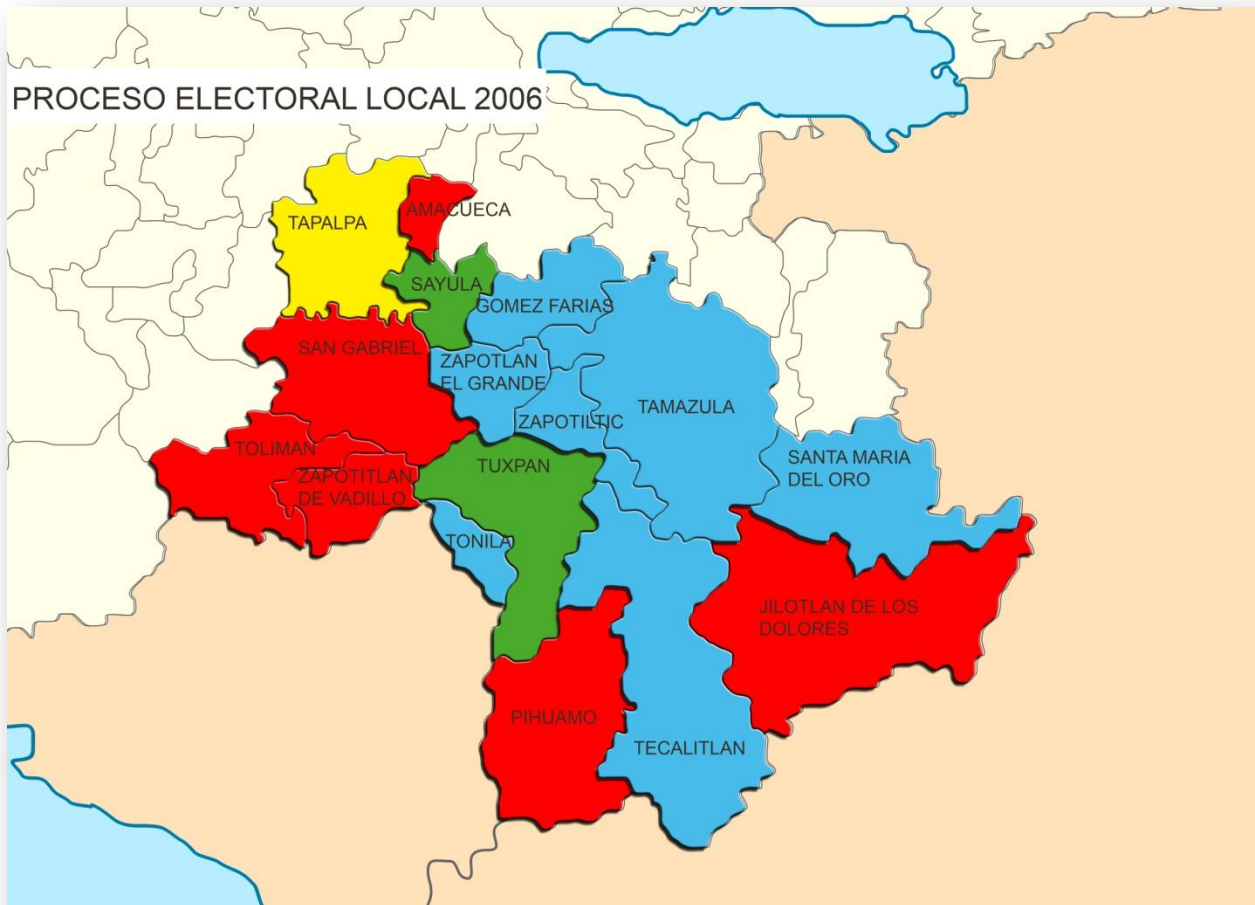 PROCESO ELECTORAL LOCAL 2006
TAPALPA
AMACUECA
SAYULA
GOMEZ FARIAS
SAN GABRIEL
ZAPOTLAN
EL GRANDE
ZAPOTILTIC
TAMAZULA
TOLIMAN
ZAPOTITLAN
DE VADILLO
TUXPAN
SANTA MARIA
DEL ORO
TONILA
JILOTLAN DE LOS
DOLORES
PIHUAMO
TECALITLAN